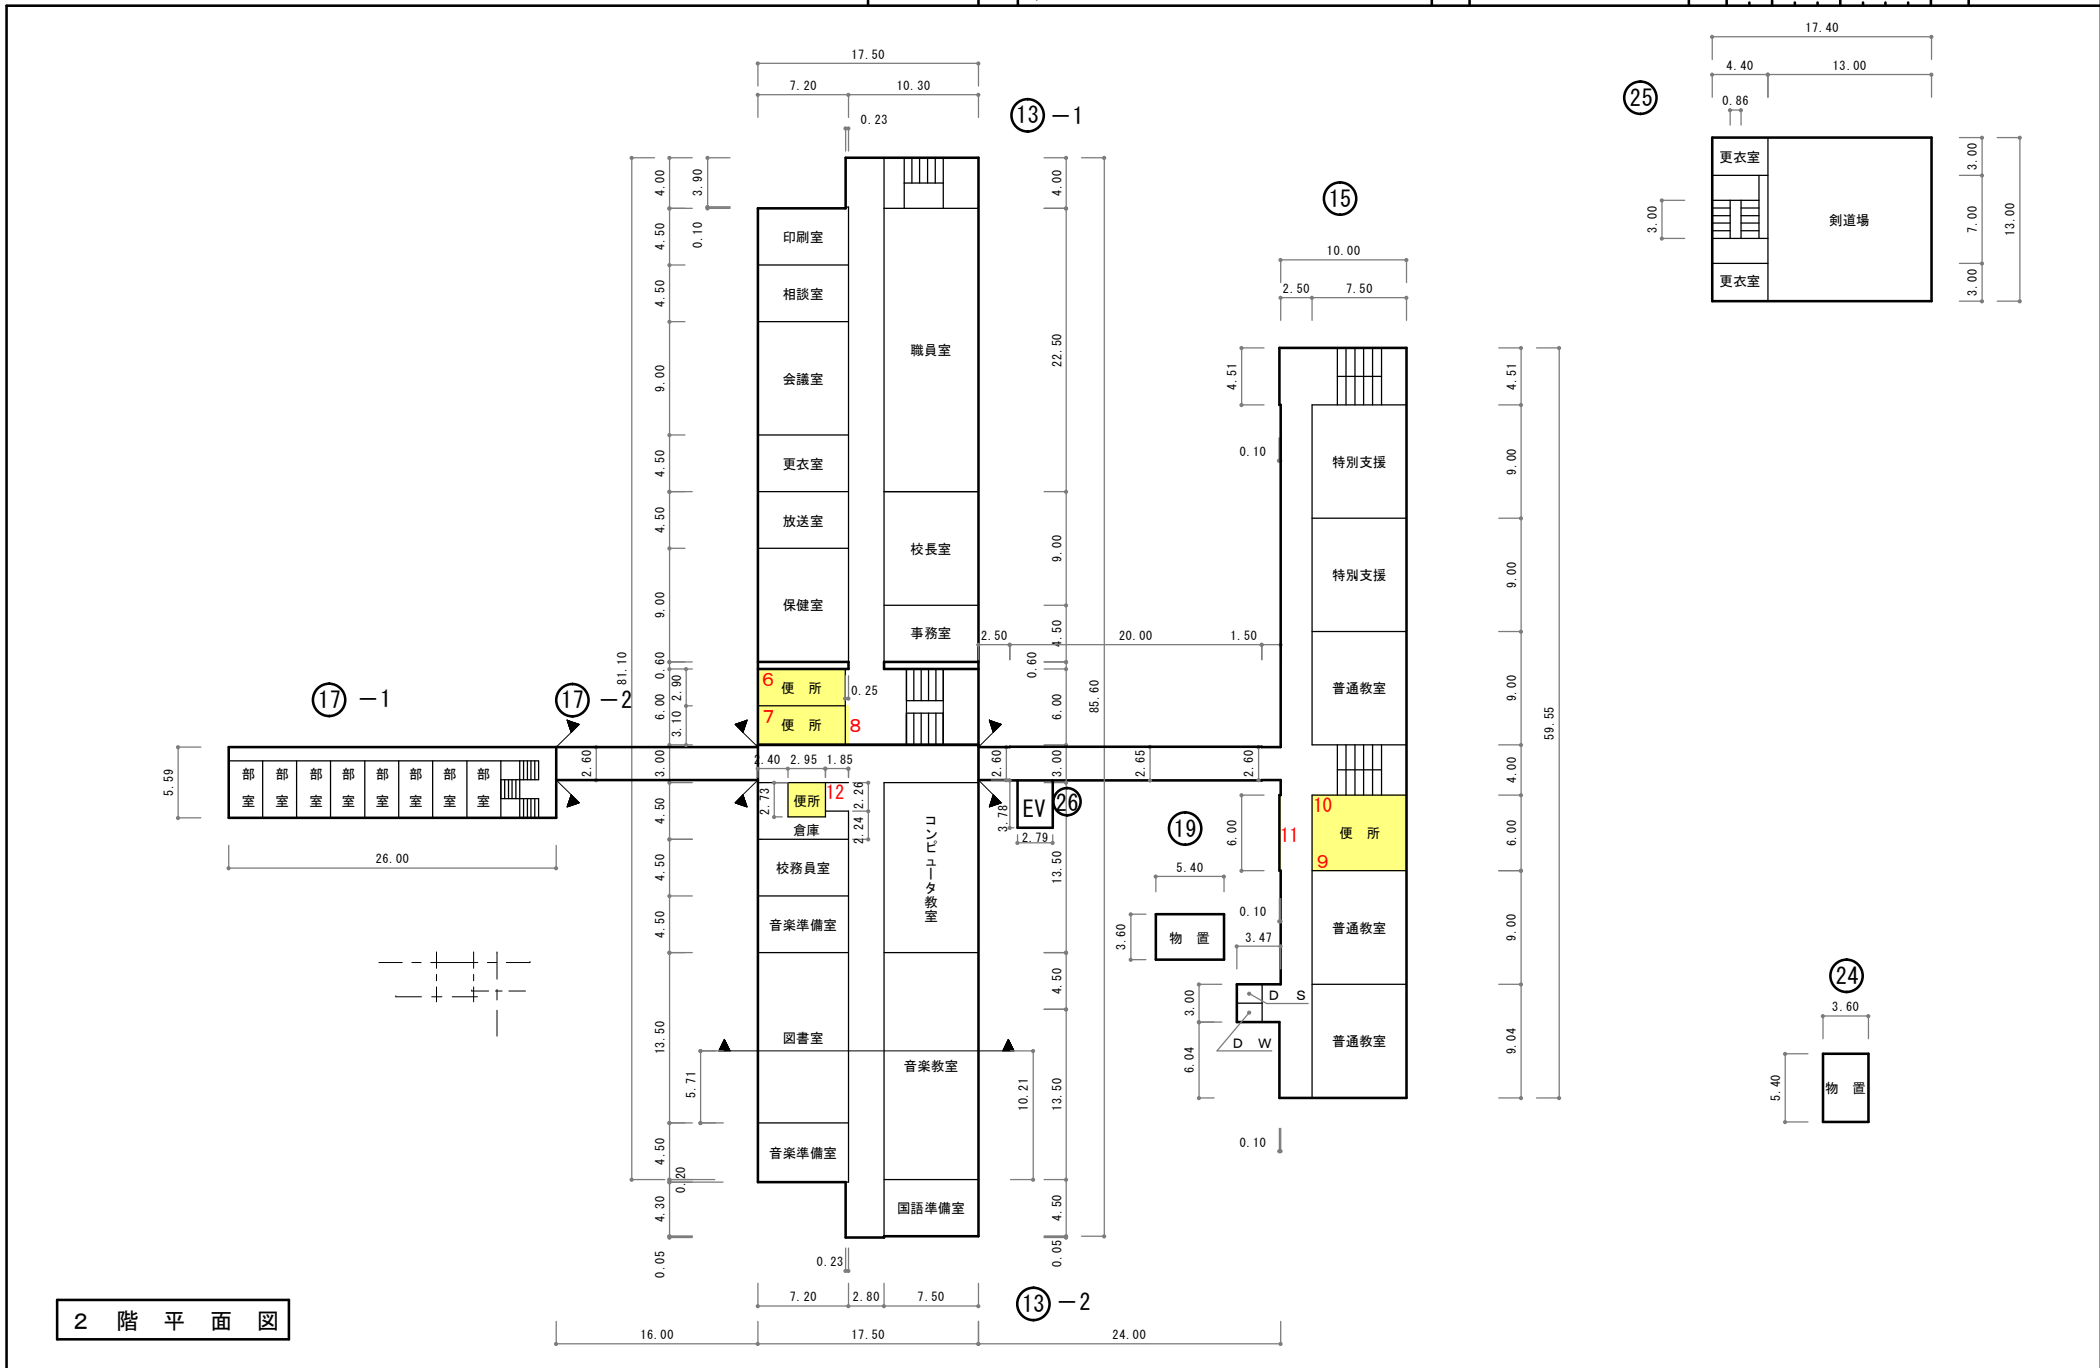 17.50
7.20 10.30
0.23
13 −1
17.40
4.40 13.00
0.86
25
更衣室
剣道場
更衣室
3.00
3.00
7.00
3.00
13.00
15
10.00
2.50 7.50
4.00
3.90
0.10
4.50
4.50
9.00
4.50
4.50
9.00
0.60
2.90
6.00
3.10
3.00
81.10
印刷室
相談室
会議室
更衣室
放送室
保健室
職員室
校長室
事務室
4.00
22.50
9.00
4.50
0.60
6.00
3.00
85.60
2.50 20.00 1.50
6 便 所
7 便 所
8
0.25
17 −1
17 −2
5.59
部室 部室 部室 部室 部室 部室 部室 部室
26.00
2.60
2.40 2.95 1.85
2.73
便所
12
2.26
2.24
倉庫
校務員室
音楽準備室
図書室
音楽準備室
コンピュータ教室
音楽教室
国語準備室
4.50
4.50
4.50
13.50
5.71
4.50
0.20
4.30
0.05
13.50
4.50
13.50
10.21
4.50
0.05
2.60
2.65
2.60
3.78
EV
26
2.79
4.51
0.10
特別支援
特別支援
普通教室
10
便 所
9
11
普通教室
普通教室
4.51
9.00
9.00
9.00
4.00
6.00
9.00
9.04
59.55
6.00
0.10
3.47
3.00
6.04
D S
D W
0.10
19
5.40
3.60
物 置
24
3.60
5.40
物 置
0.23
7.20 2.80 7.50
13 −2
16.00 17.50 24.00
2 階 平 面 図